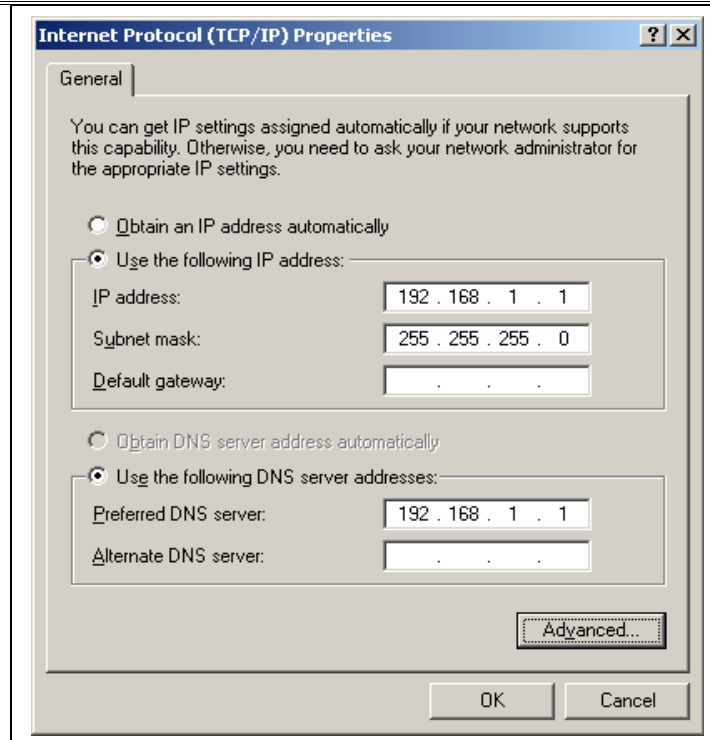 Internet Protocol (TCP/IP) Properties
General
You can get IP settings assigned automatically if your network supports
this capability. Otherwise, you need to ask your network administrator for
the appropriate IP settings.
Obtain an IP address automatically
Use the following IP address:
IP address: 192 . 168 . 1 . 1
Subnet mask: 255 . 255 . 255 . 0
Default gateway: . . .
Obtain DNS server address automatically
Use the following DNS server addresses:
Preferred DNS server: 192 . 168 . 1 . 1
Alternate DNS server: . . .
Advanced...
OK Cancel